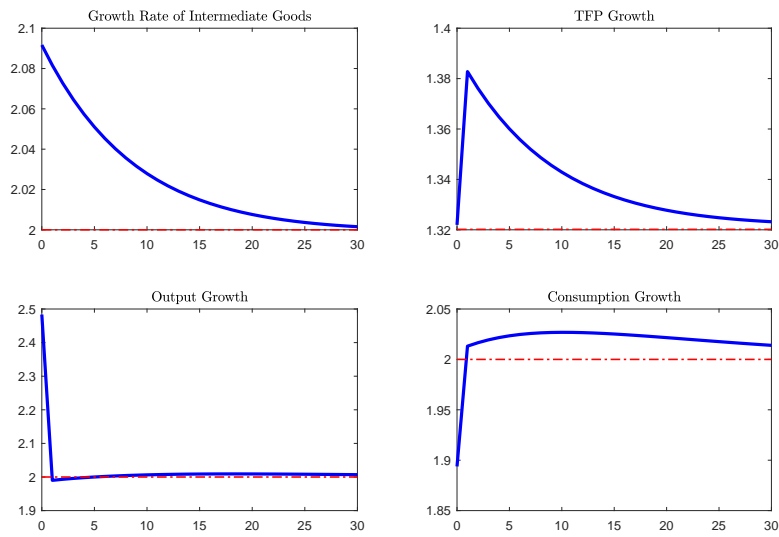 Growth Rate of Intermediate Goods
2.1
2.08
2.06
2.04
2.02
2
0 5 10 15 20 25 30
TFP Growth
1.4
1.38
1.36
1.34
1.32
0 5 10 15 20 25 30
Output Growth
2.5
2.4
2.3
2.2
2.1
2
1.9
0 5 10 15 20 25 30
Consumption Growth
2.05
2
1.95
1.9
1.85
0 5 10 15 20 25 30